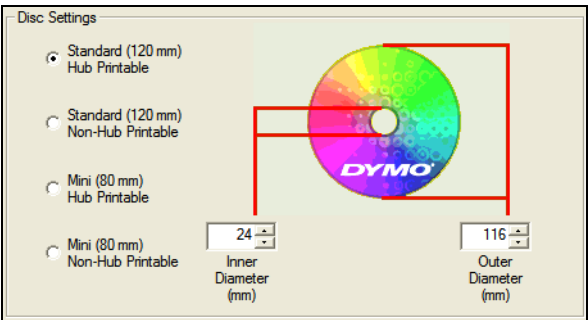 Disc Settings
Standard (120 mm)
Hub Printable
Standard (120 mm)
Non-Hub Printable
Mini (80 mm)
Hub Printable
Mini (80 mm)
Non-Hub Printable
DYMO
24
Inner
Diameter
(mm)
116
Outer
Diameter
(mm)